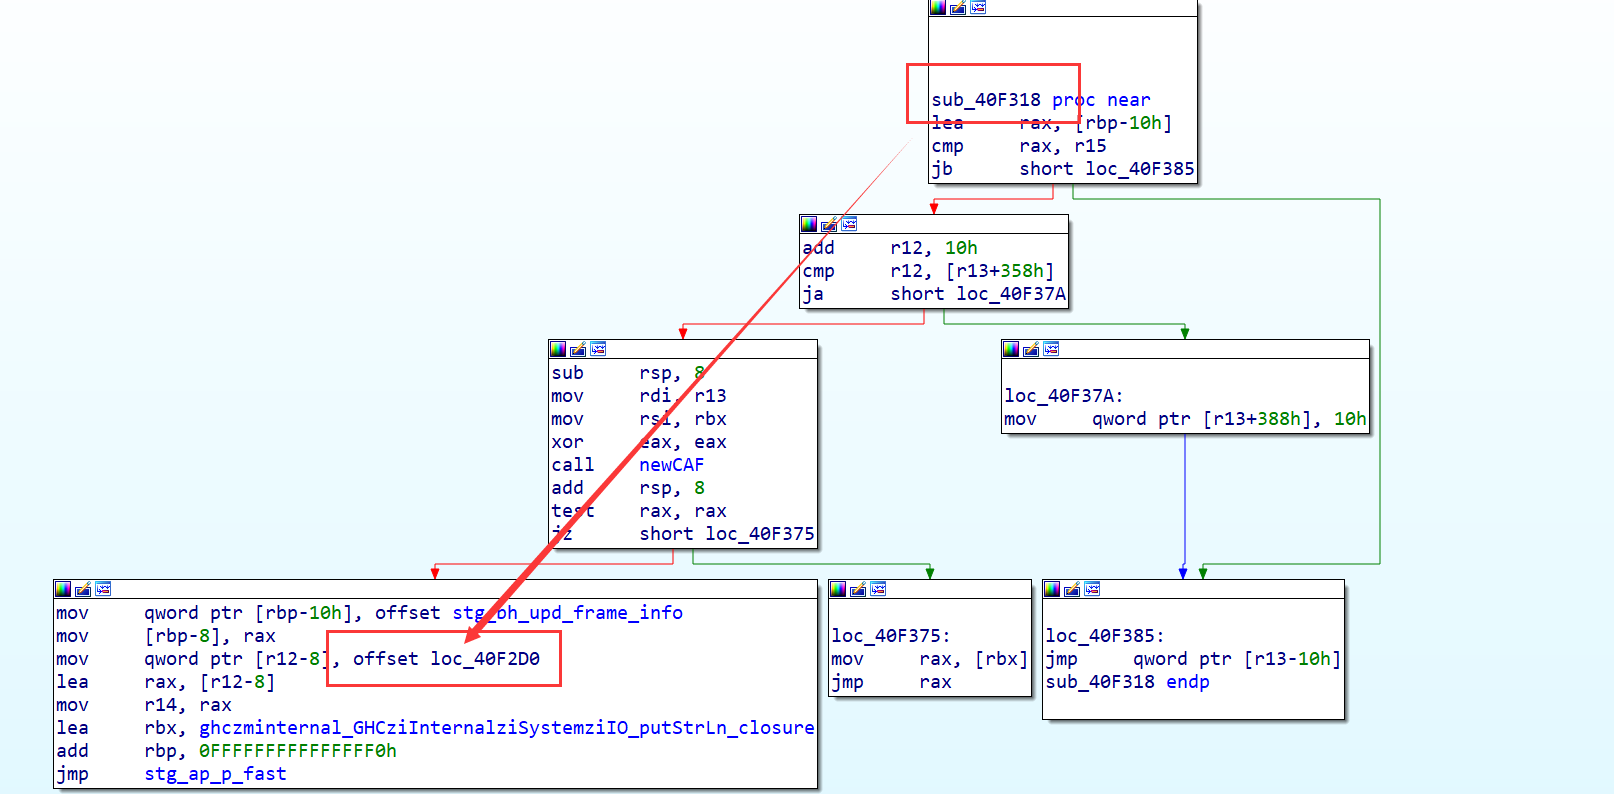 sub_40F318 proc near
lea rax, [rbp-10h]
cmp rax, r15
jb short loc_40F385
add r12, 10h
cmp r12, [r13+358h]
ja short loc_40F37A
sub rsp, 8
mov rdi, r13
mov rsi, rbx
xor eax, eax
call newCAF
add rsp, 8
test rax, rax
jz short loc_40F375
loc_40F37A:
mov qword ptr [r13+388h], 10h
mov qword ptr [rbp-10h], offset stg_bh_upd_frame_info
mov [rbp-8], rax
mov qword ptr [r12-8], offset loc_40F2D0
lea rax, [r12-8]
mov r14, rax
lea rbx, ghczminternal_GHCziInternalziSystemziIO_putStrLn_closure
add rbp, 0FFFFFFFFFFFFFFF0h
jmp stg_ap_p_fast
loc_40F375:
mov rax, [rbx]
jmp rax
loc_40F385:
jmp qword ptr [r13-10h]
sub_40F318 endp